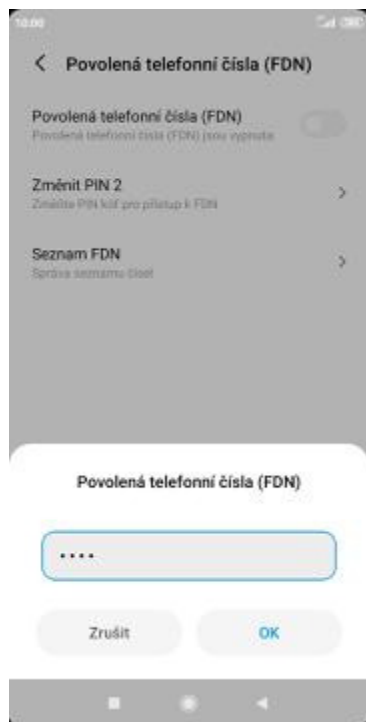 10:00
Povolená telefonní čísla (FDN)
Povolená telefonní čísla (FDN)
Povolená telefonní čísla (FDN) jsou vypnuta
Změnit PIN 2
Změňte PIN kód pro přístup k FDN
Seznam FDN
Správa seznamu čísel
Povolená telefonní čísla (FDN)
••••
Zrušit
OK